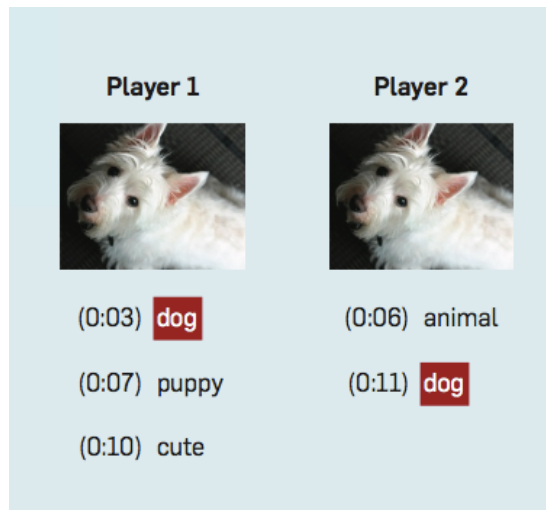 Player 1
(0:03) dog
(0:07) puppy
(0:10) cute
Player 2
(0:06) animal
(0:11) dog